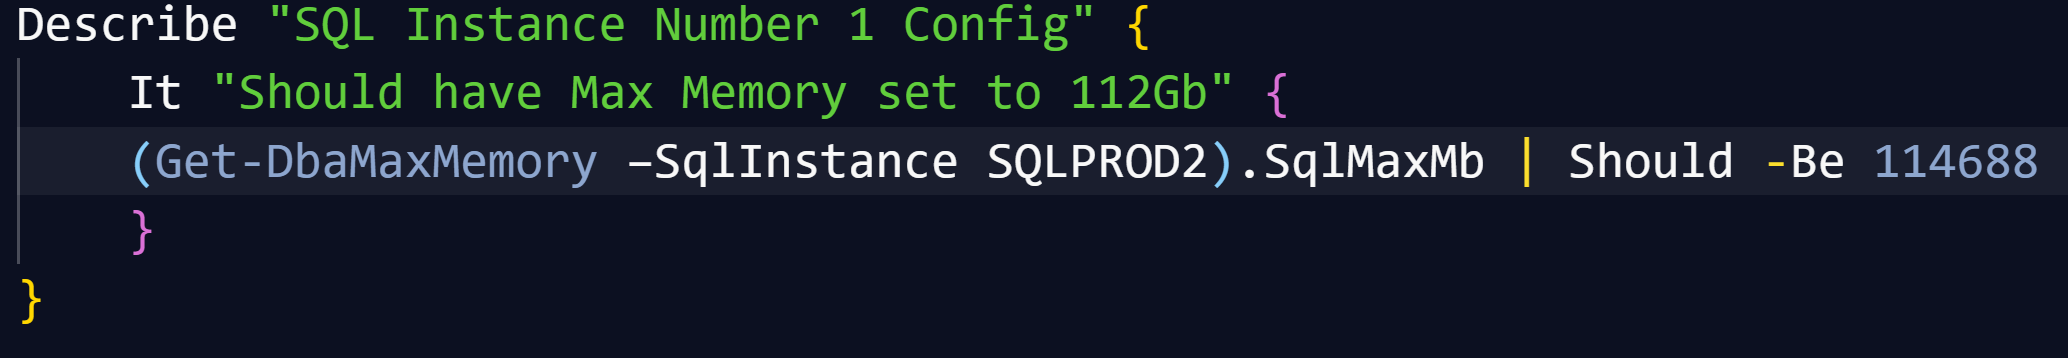 Describe "SQL Instance Number 1 Config" {
    It "Should have Max Memory set to 112Gb" {
    (Get-DbaMaxMemory –SqlInstance SQLPROD2).SqlMaxMb | Should -Be 114688
    }
}